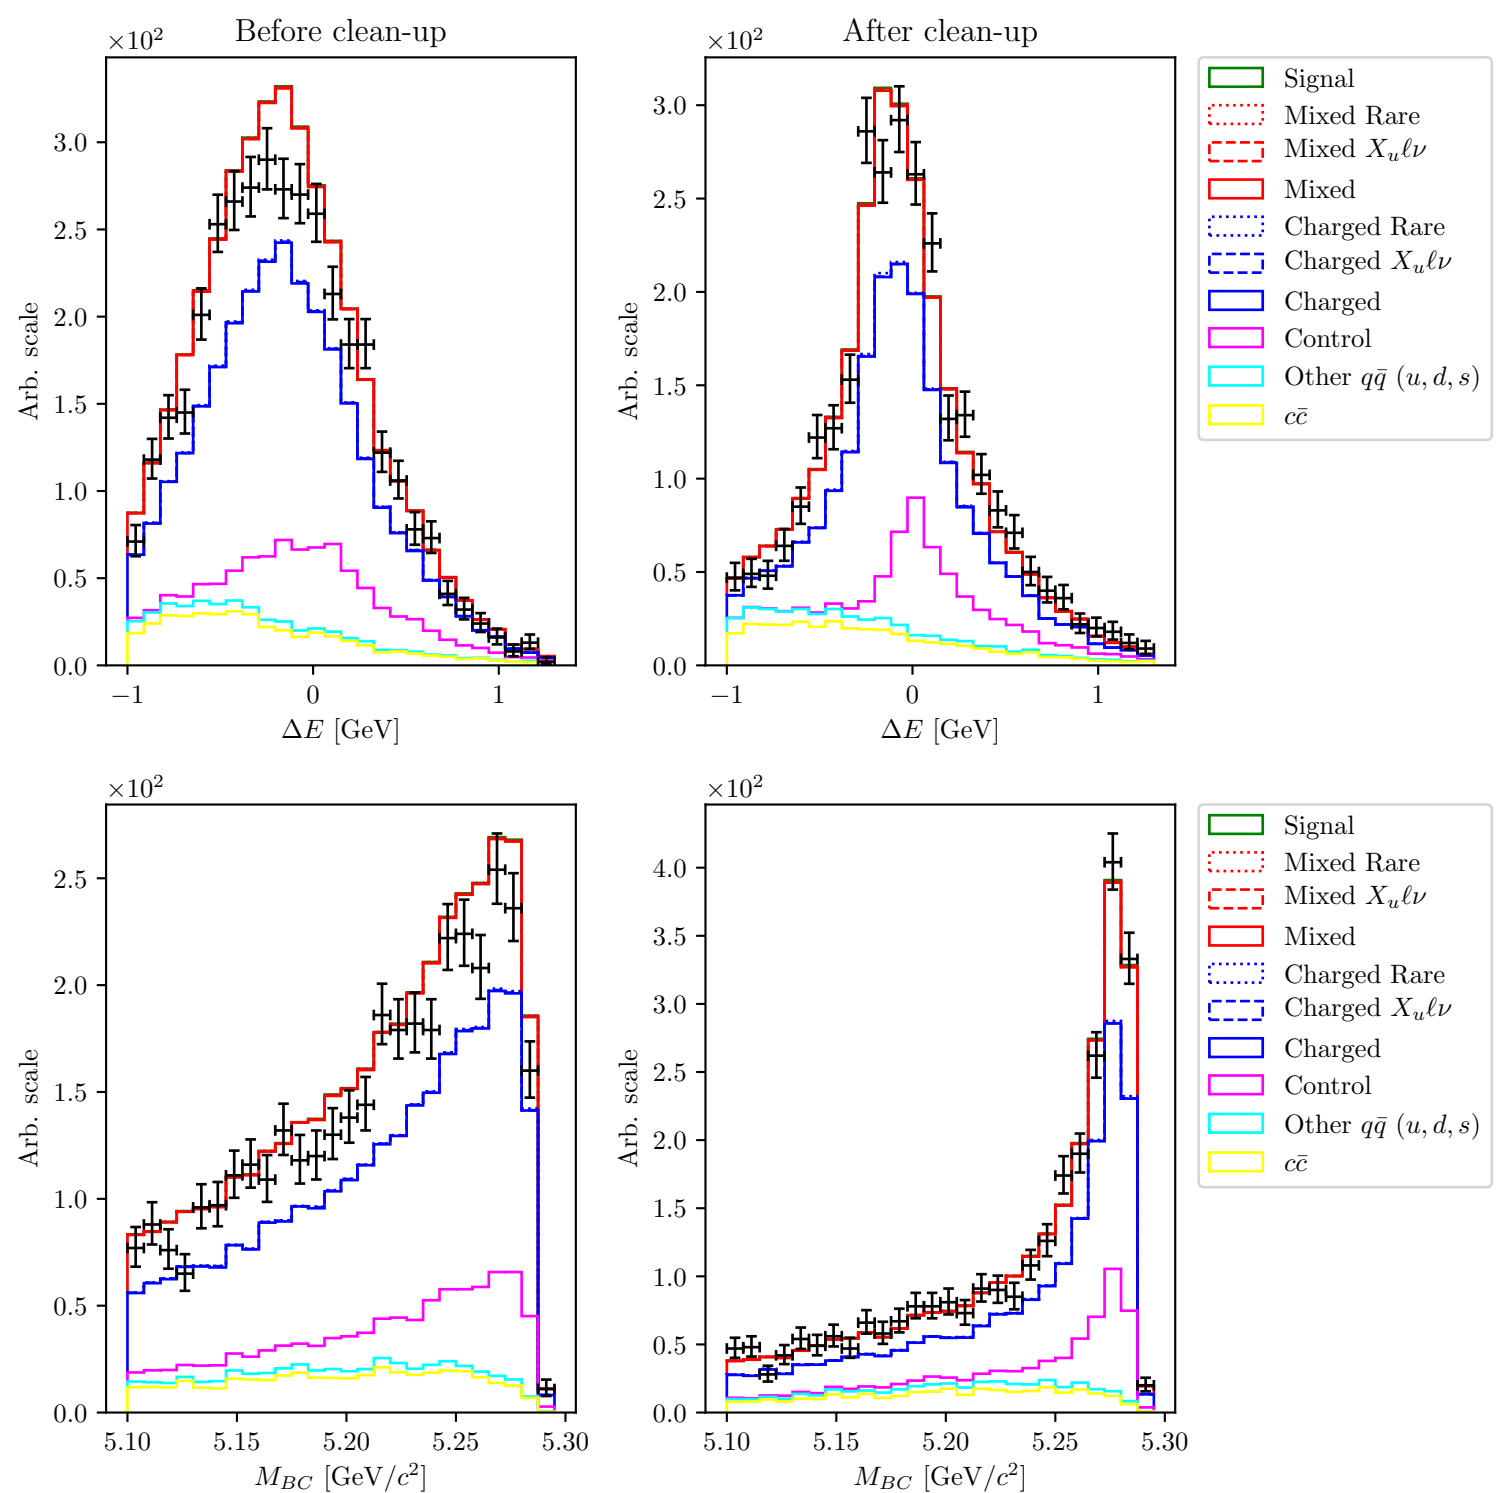 Before clean-up
×10²
3.0
2.5
2.0
1.5
1.0
0.5
0.0
Arb. scale
−1 0 1
ΔE [GeV]
After clean-up
×10²
3.0
2.5
2.0
1.5
1.0
0.5
0.0
Arb. scale
−1 0 1
ΔE [GeV]
Signal
Mixed Rare
Mixed Xᵤℓν
Mixed
Charged Rare
Charged Xᵤℓν
Charged
Control
Other qq̄ (u, d, s)
cc̄
×10²
2.5
2.0
1.5
1.0
0.5
0.0
Arb. scale
5.10 5.15 5.20 5.25 5.30
M_BC [GeV/c²]
×10²
4.0
3.5
3.0
2.5
2.0
1.5
1.0
0.5
0.0
Arb. scale
5.10 5.15 5.20 5.25 5.30
M_BC [GeV/c²]
Signal
Mixed Rare
Mixed Xᵤℓν
Mixed
Charged Rare
Charged Xᵤℓν
Charged
Control
Other qq̄ (u, d, s)
cc̄